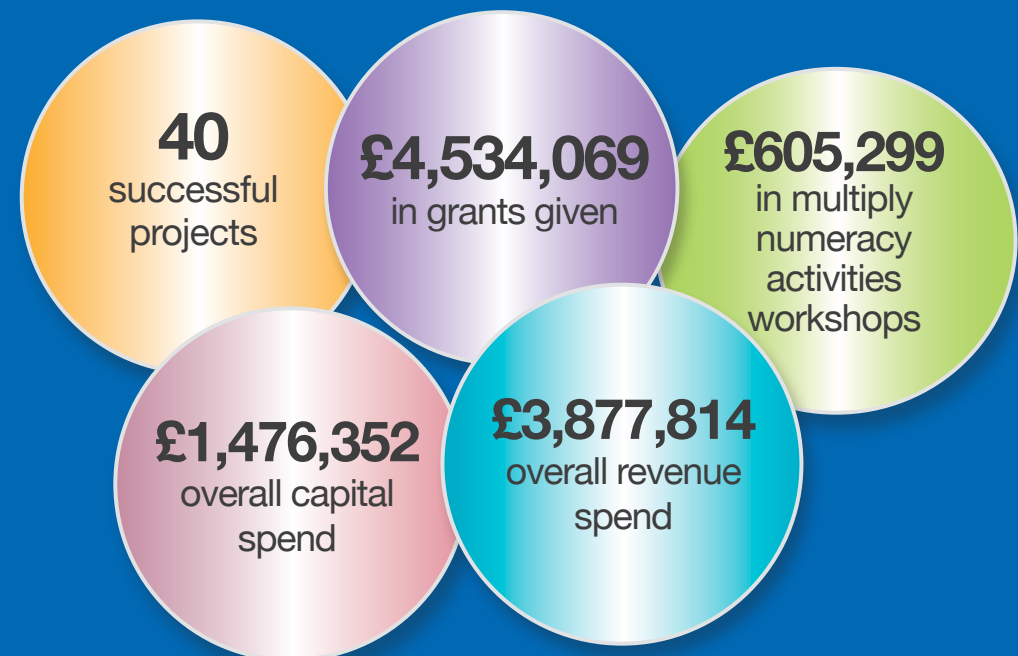 40
successful
projects
£4,534,069
in grants given
£605,299
in multiply
numeracy
activities
workshops
£1,476,352
overall capital
spend
£3,877,814
overall revenue
spend